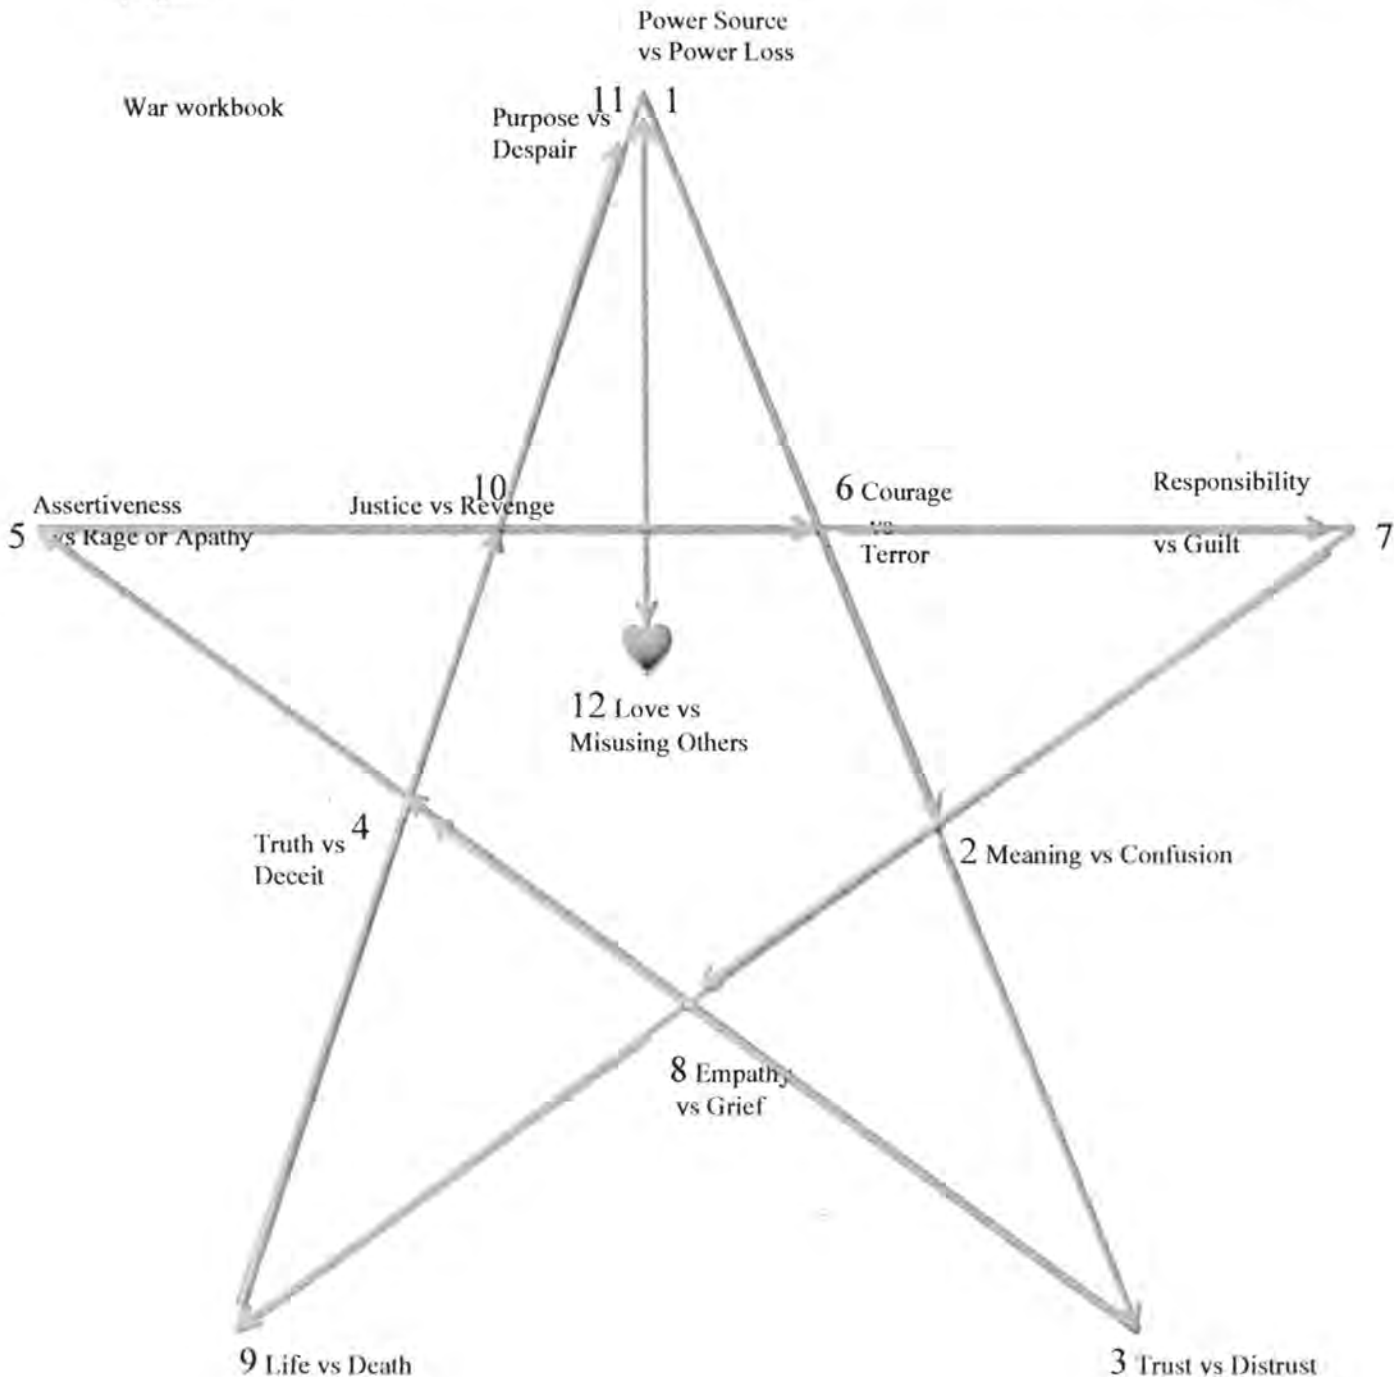 Power Source
vs Power Loss
War workbook
11 1
Purpose vs
Despair
10
6 Courage
vs
Terror
Responsibility
vs Guilt
7
Assertiveness
5 vs Rage or Apathy
Justice vs Revenge
12 Love vs
Misusing Others
4
Truth vs
Deceit
2 Meaning vs Confusion
8 Empathy
vs Grief
9 Life vs Death
3 Trust vs Distrust